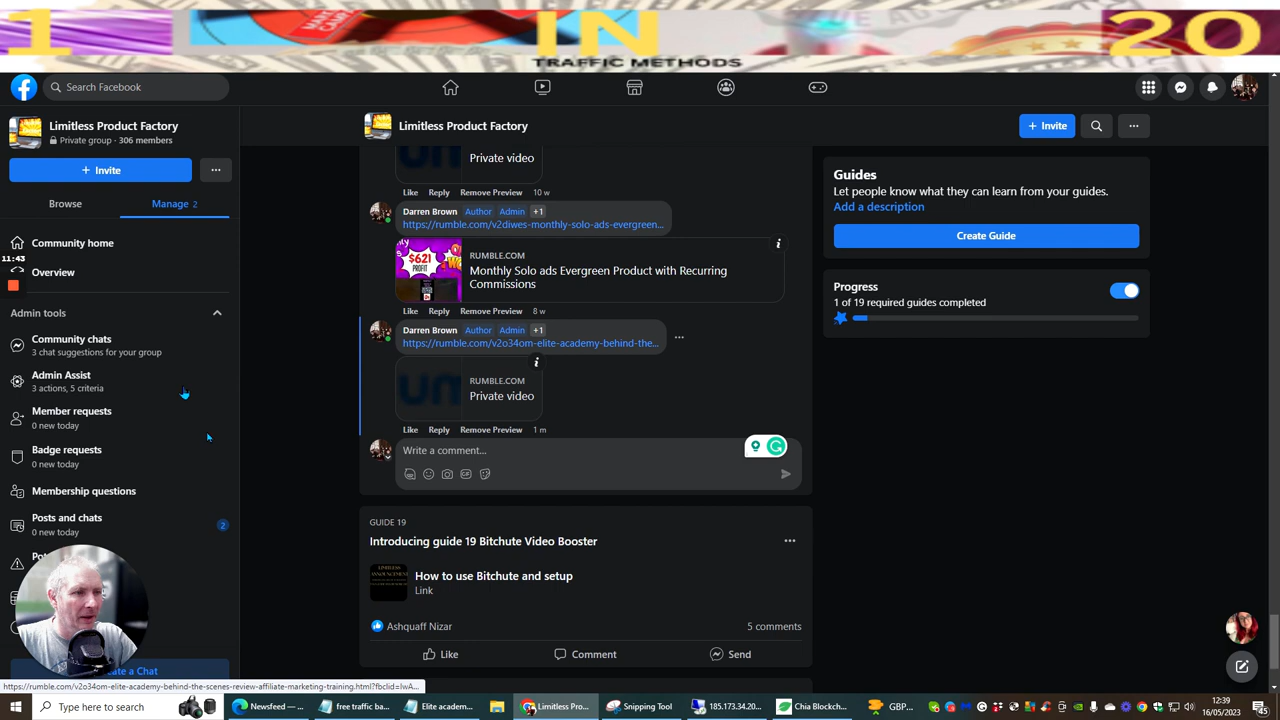 1
IN
20
MAKE
CAM
TRAFFIC METHODS
Search Facebook
Limitless Product Factory
Private group · 306 members
+ Invite
Browse
Manage 2
Community home
11:43
Overview
Admin tools
Community chats
3 chat suggestions for your group
Admin Assist
3 actions, 5 criteria
Member requests
0 new today
Badge requests
0 new today
Membership questions
Posts and chats
0 new today
2
Limitless Product Factory
+ Invite
Private video
Like Reply Remove Preview 10 w
Darren Brown Author Admin +1
https://rumble.com/v2diwes-monthly-solo-ads-evergreen...
$621
PROFIT
RUMBLE.COM
Monthly Solo ads Evergreen Product with Recurring
Commissions
Like Reply Remove Preview 8 w
Darren Brown Author Admin +1
https://rumble.com/v2o34om-elite-academy-behind-the...
RUMBLE.COM
Private video
Like Reply Remove Preview 1 m
Write a comment...
GUIDE 19
Introducing guide 19 Bitchute Video Booster
How to use Bitchute and setup
Link
Ashquaff Nizar
5 comments
Like
Comment
Send
Guides
Let people know what they can learn from your guides.
Add a description
Create Guide
Progress
1 of 19 required guides completed
e a Chat
https://rumble.com/v2o34om-elite-academy-behind-the-scenes-review-affiliate-marketing-training.html?fbclid=IwA...
Type here to search
Newsfeed — ...
free traffic ba...
Elite academ...
Limitless Pro...
Snipping Tool
185.173.34.20...
Chia Blockch...
GBP...
12:39
16/05/2023
45